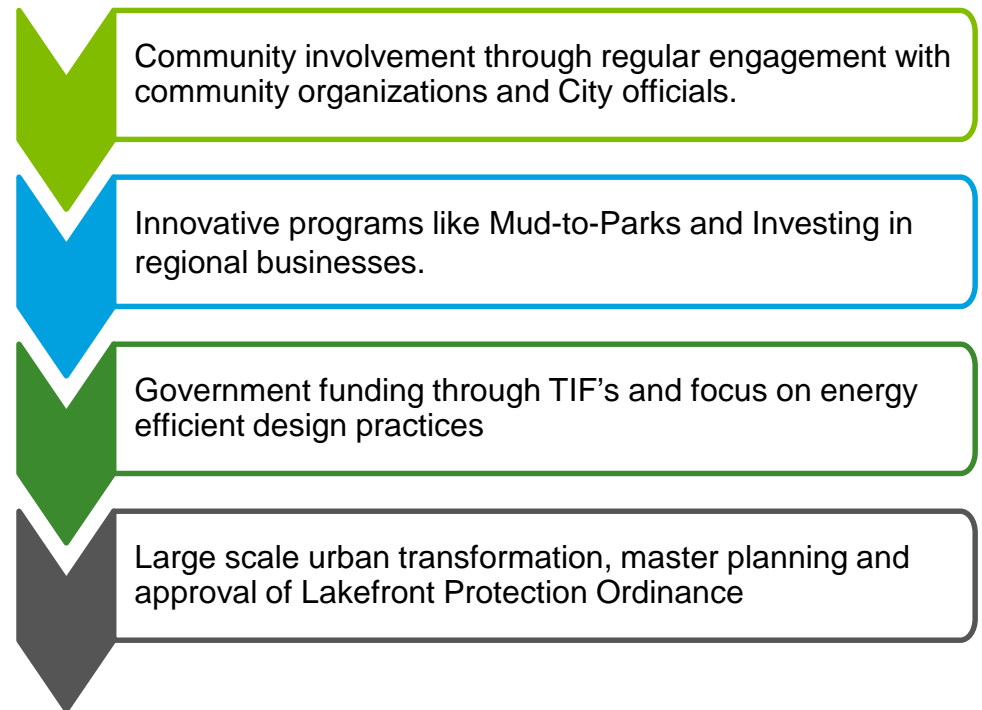 Community involvement through regular engagement with
community organizations and City officials.
Innovative programs like Mud-to-Parks and Investing in
regional businesses.
Government funding through TIF’s and focus on energy
efficient design practices
Large scale urban transformation, master planning and
approval of Lakefront Protection Ordinance